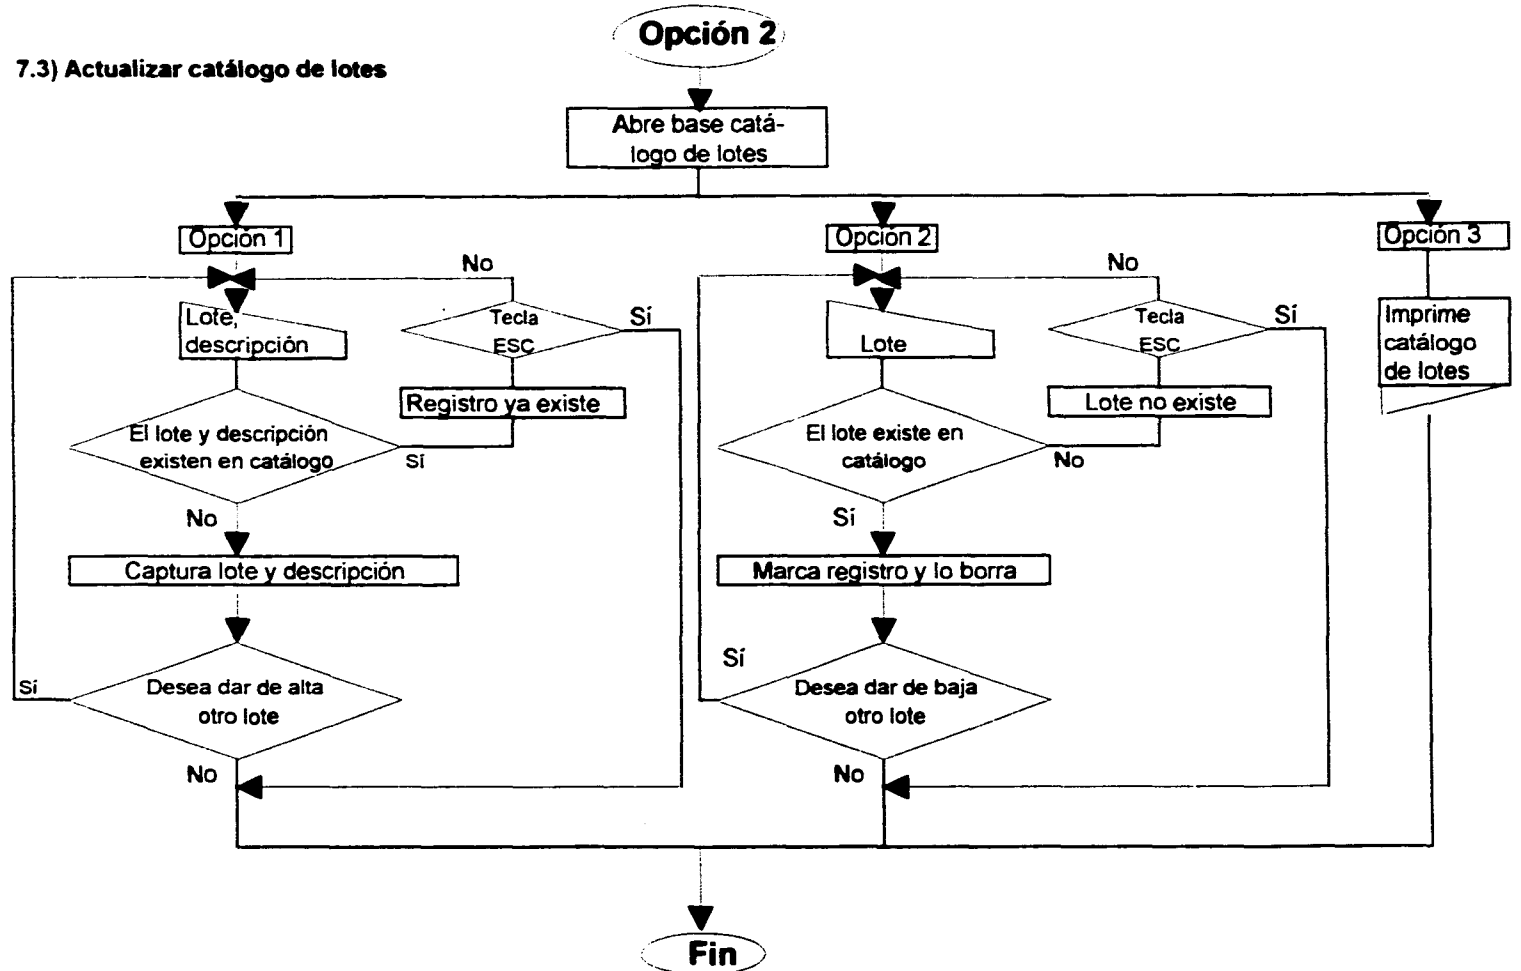 Opción 2
7.3) Actualizar catálogo de lotes
Abre base catá-
logo de lotes
Opción 1
Opción 2
Opción 3
No
No
Lote,
descripción
Tecla
ESC
Sí
Lote
Tecla
ESC
Sí
Imprime
catálogo
de lotes
Registro ya existe
Lote no existe
El lote y descripción
existen en catálogo
Sí
El lote existe en
catálogo
No
No
Sí
Captura lote y descripción
Marca registro y lo borra
Sí
Desea dar de alta
otro lote
Sí
Desea dar de baja
otro lote
No
No
Fin